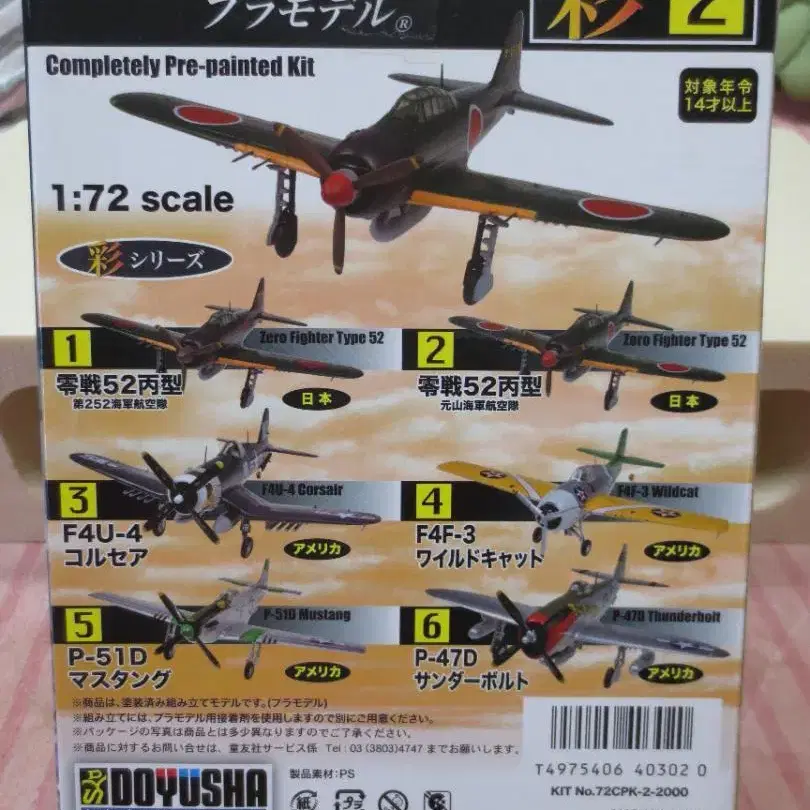 プラモデル®
彩 2
Completely Pre-painted Kit
対象年令
14才以上
1:72 scale
彩シリーズ
1
Zero Fighter Type 52
零戦52丙型
第252海軍航空隊
日本
2
Zero Fighter Type 52
零戦52丙型
元山海軍航空隊
日本
3
F4U-4 Corsair
F4U-4
コルセア
アメリカ
4
F4F-3 Wildcat
F4F-3
ワイルドキャット
アメリカ
5
P-51D Mustang
P-51D
マスタング
アメリカ
6
P-47D Thunderbolt
P-47D
サンダーボルト
アメリカ
※商品は、塗装済み組み立てモデルです。(プラモデル)
※組み立てには、プラモデル用接着剤を使用しますので別にご用意ください。
※パッケージの写真は商品とは多少異なりますのでご了承ください。
※商品に対するお問い合せは、童友社サービス係 Tel:03(3803)4747 までお願いします。
DOYUSHA
製品素材:PS
紙
プラ
T4975406 40302 0
KIT No.72CPK-2-2000